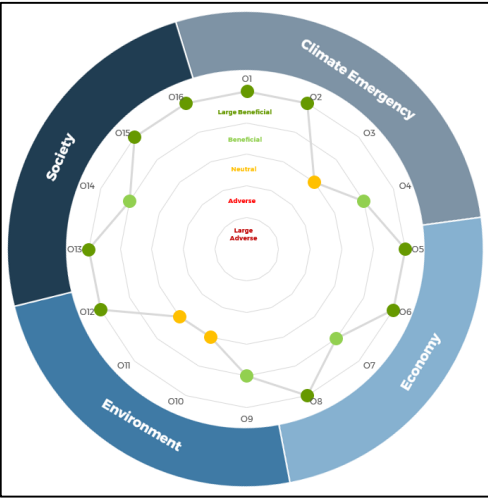 Climate Emergency
Society
Economy
Environment
O1
O2
O3
O4
O5
O6
O7
O8
O9
O10
O11
O12
O13
O14
O15
O16
Large Beneficial
Beneficial
Neutral
Adverse
Large
Adverse